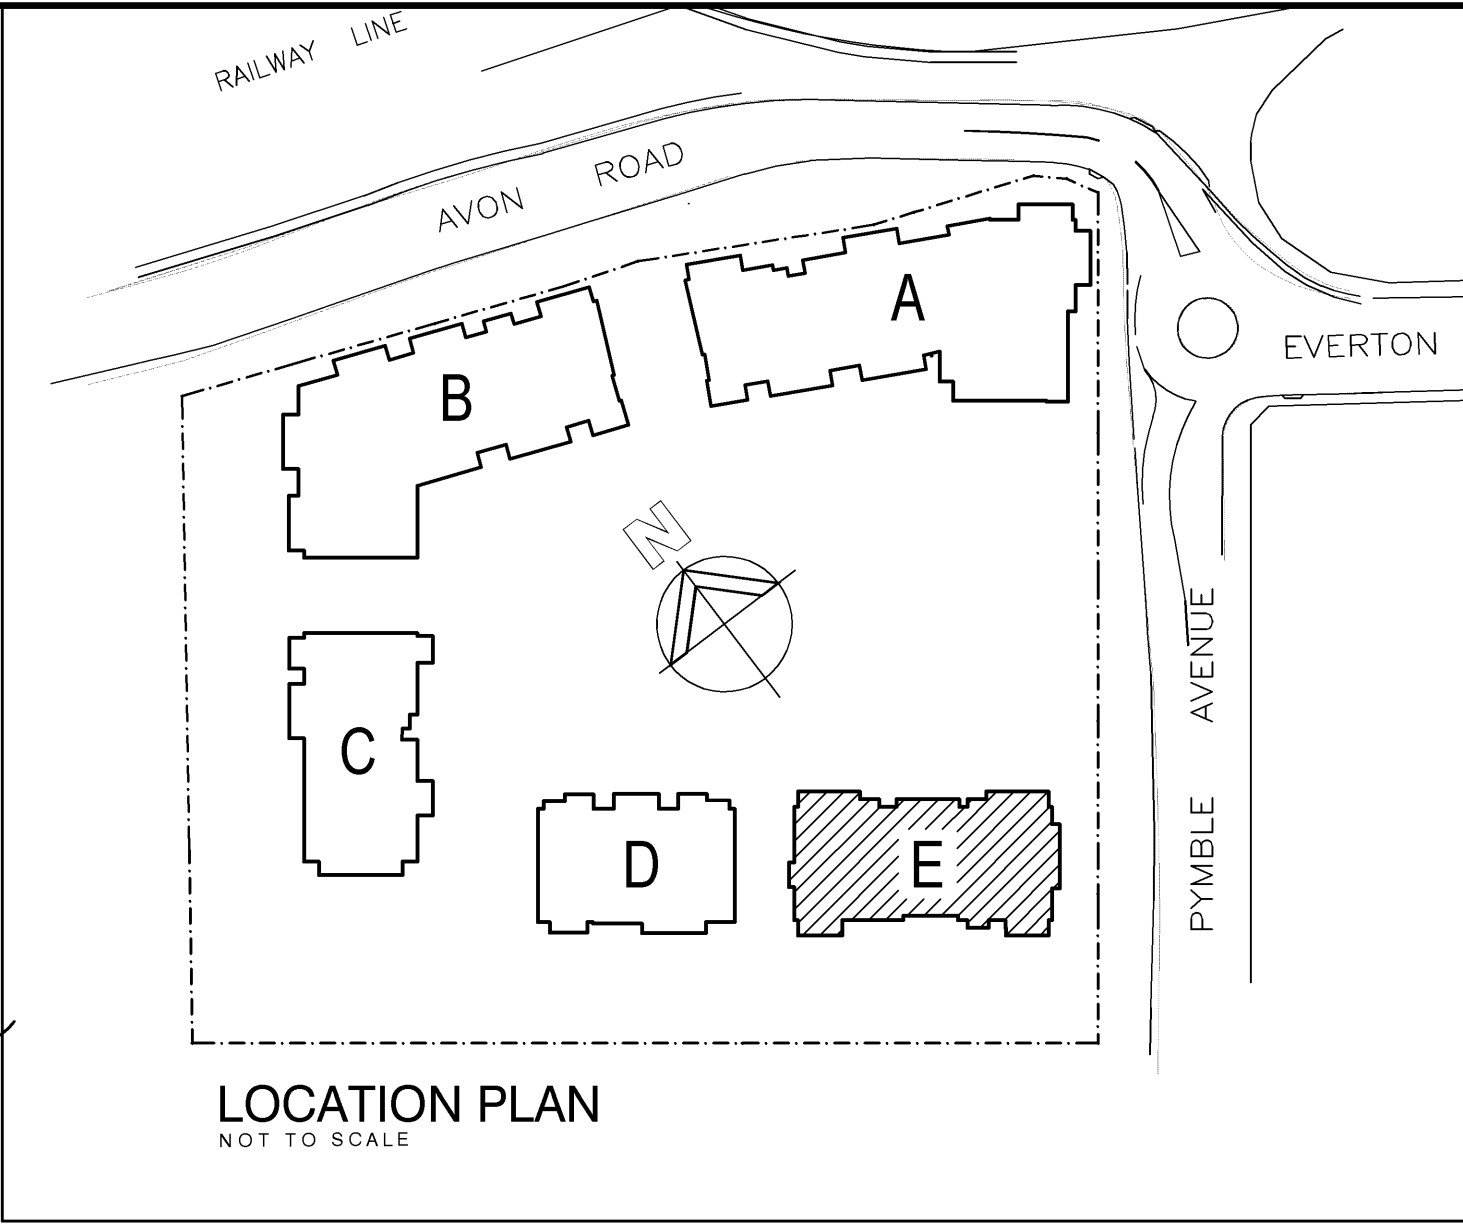 RAILWAY LINE
AVON ROAD
A
EVERTON
B
N
PYMBLE AVENUE
C
D
E
LOCATION PLAN
NOT TO SCALE